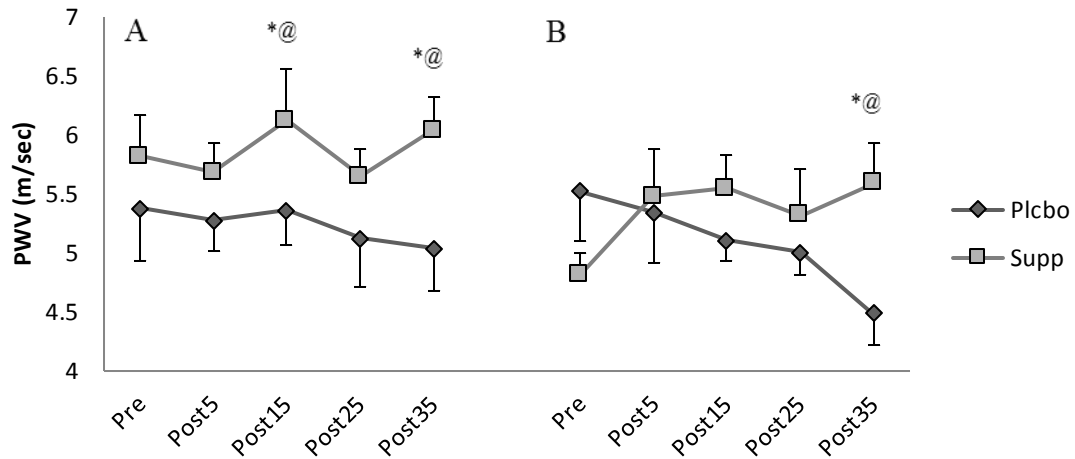 A
B
*@
*@
*@
7
6.5
6
5.5
5
4.5
4
PWV (m/sec)
Pre
Post5
Post15
Post25
Post35
Pre
Post5
Post15
Post25
Post35
Plcbo
Supp